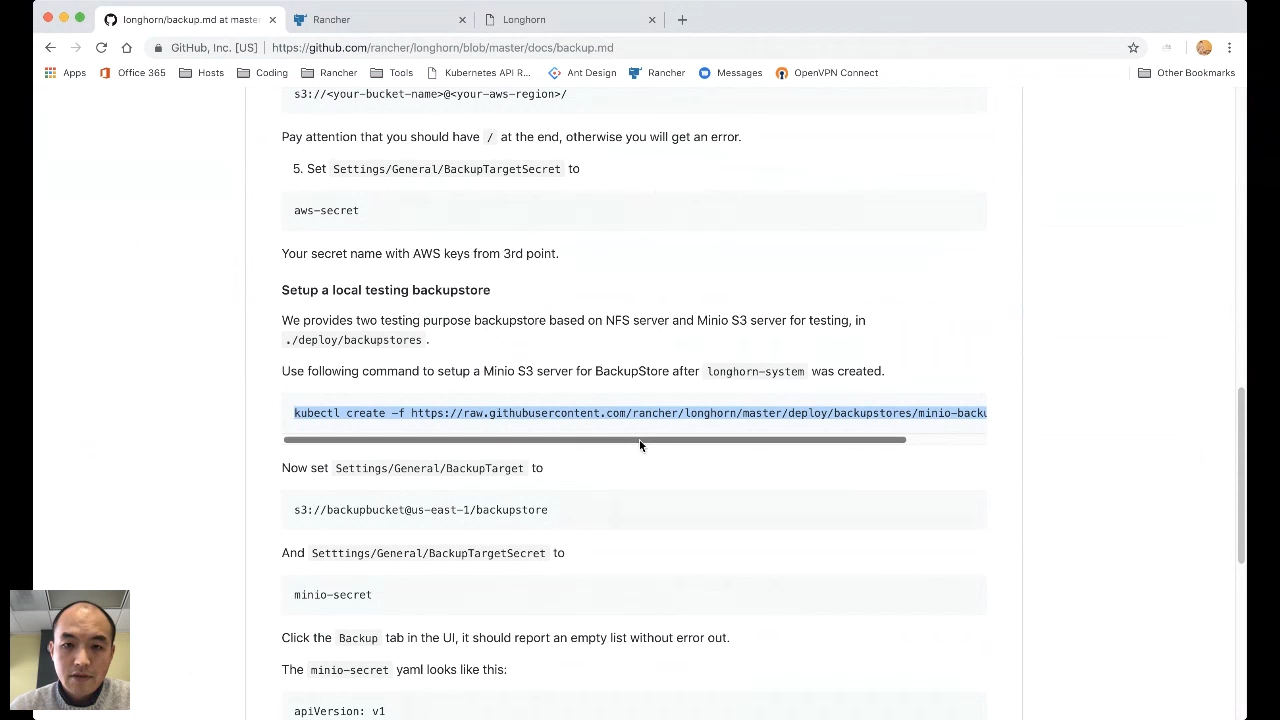 longhorn/backup.md at master
Rancher
Longhorn
GitHub, Inc. [US]
https://github.com/rancher/longhorn/blob/master/docs/backup.md
Apps
Office 365
Hosts
Coding
Rancher
Tools
Kubernetes API R...
Ant Design
Rancher
Messages
OpenVPN Connect
Other Bookmarks
s3://<your-bucket-name>@<your-aws-region>/
Pay attention that you should have / at the end, otherwise you will get an error.
5. Set Settings/General/BackupTargetSecret to
aws-secret
Your secret name with AWS keys from 3rd point.
Setup a local testing backupstore
We provides two testing purpose backupstore based on NFS server and Minio S3 server for testing, in
./deploy/backupstores .
Use following command to setup a Minio S3 server for BackupStore after longhorn-system was created.
kubectl create -f https://raw.githubusercontent.com/rancher/longhorn/master/deploy/backupstores/minio-backu
Now set Settings/General/BackupTarget to
s3://backupbucket@us-east-1/backupstore
And Setttings/General/BackupTargetSecret to
minio-secret
Click the Backup tab in the UI, it should report an empty list without error out.
The minio-secret yaml looks like this:
apiVersion: v1